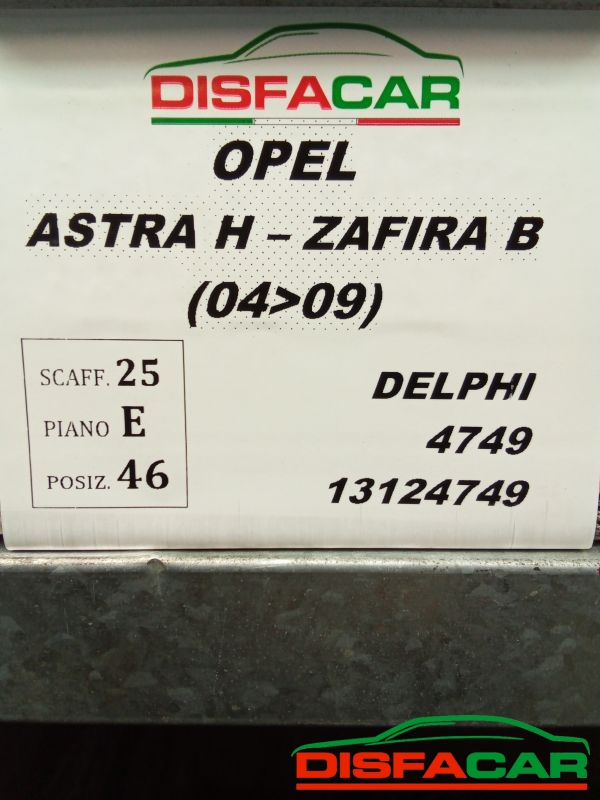 DISFACAR
OPEL
ASTRA H – ZAFIRA B
(04>09)
SCAFF. 25
PIANO E
POSIZ. 46
DELPHI
4749
13124749
DISFACAR